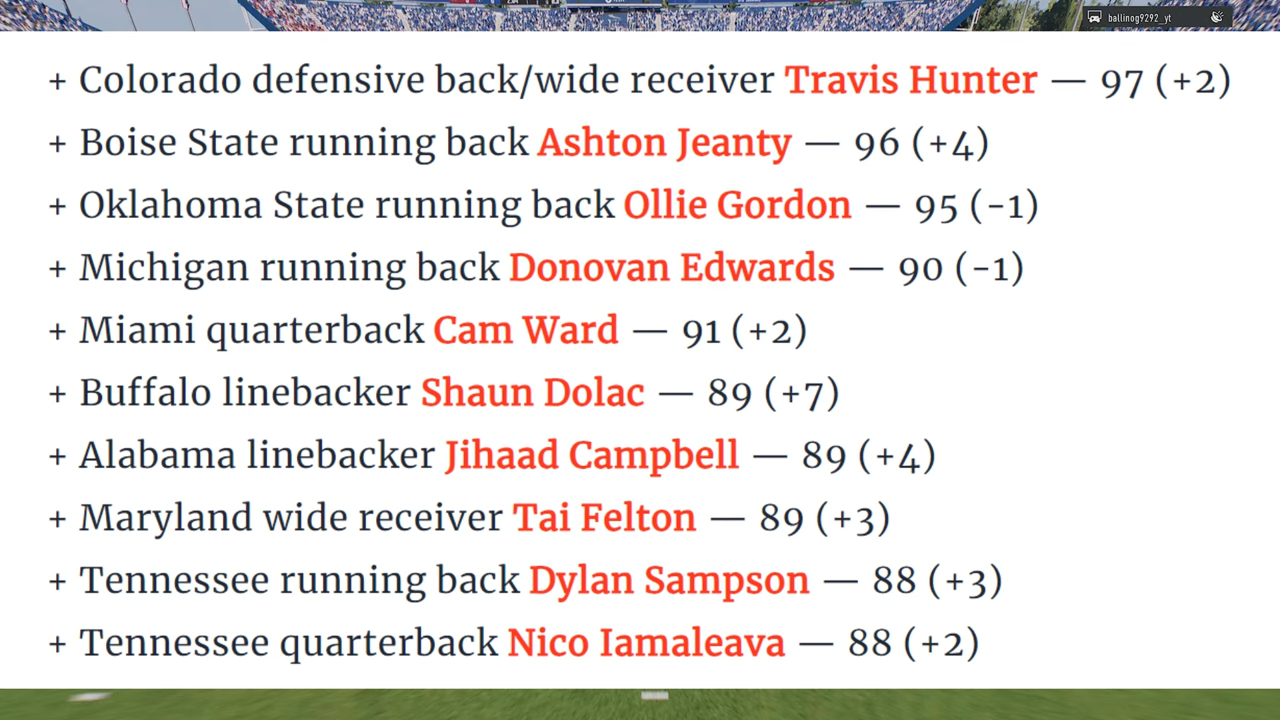 ballinog9292_yt
+ Colorado defensive back/wide receiver Travis Hunter — 97 (+2)
+ Boise State running back Ashton Jeanty — 96 (+4)
+ Oklahoma State running back Ollie Gordon — 95 (-1)
+ Michigan running back Donovan Edwards — 90 (-1)
+ Miami quarterback Cam Ward — 91 (+2)
+ Buffalo linebacker Shaun Dolac — 89 (+7)
+ Alabama linebacker Jihaad Campbell — 89 (+4)
+ Maryland wide receiver Tai Felton — 89 (+3)
+ Tennessee running back Dylan Sampson — 88 (+3)
+ Tennessee quarterback Nico Iamaleava — 88 (+2)